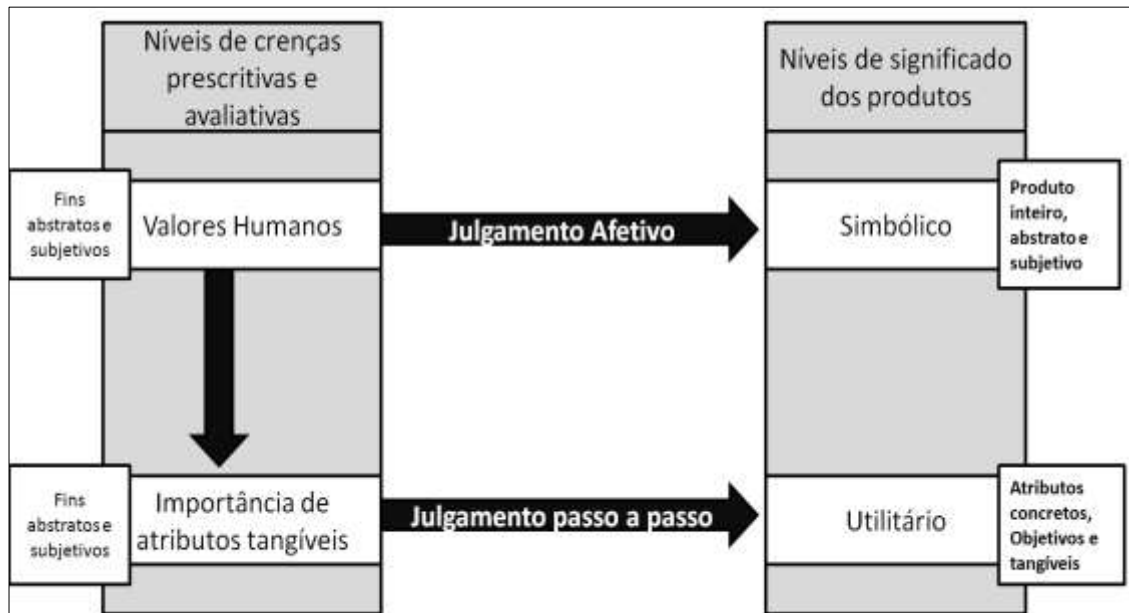 Níveis de crenças
prescritivas e
avaliativas
Níveis de significado
dos produtos
Fins
abstratos e
subjetivos
Valores Humanos
Julgamento Afetivo
Simbólico
Produto
inteiro,
abstrato e
subjetivo
Fins
abstratos e
subjetivos
Importância de
atributos tangíveis
Julgamento passo a passo
Utilitário
Atributos
concretos,
Objetivos e
tangíveis